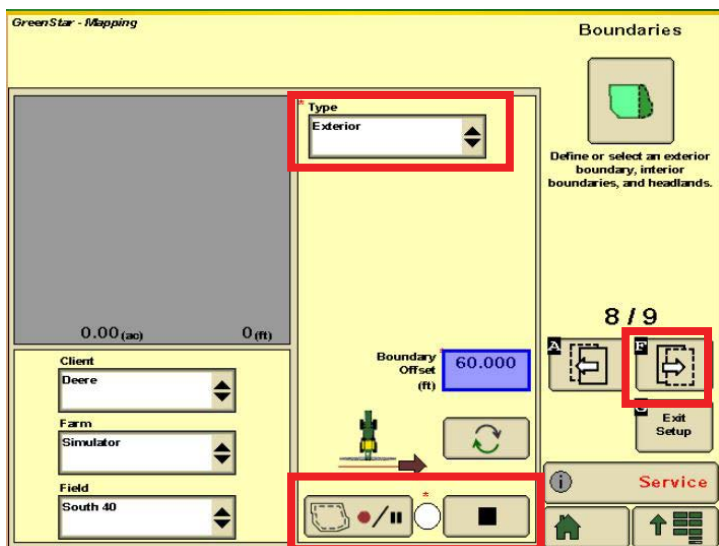 GreenStar - Mapping
Boundaries
* Type
Exterior
Define or select an exterior
boundary, interior
boundaries, and headlands.
0.00 (ac) 0 (ft)
8 / 9
A
F
Client
Deere
Farm
Simulator
Field
South 40
Boundary *
Offset
(ft)
60.000
Exit
Setup
*
Service